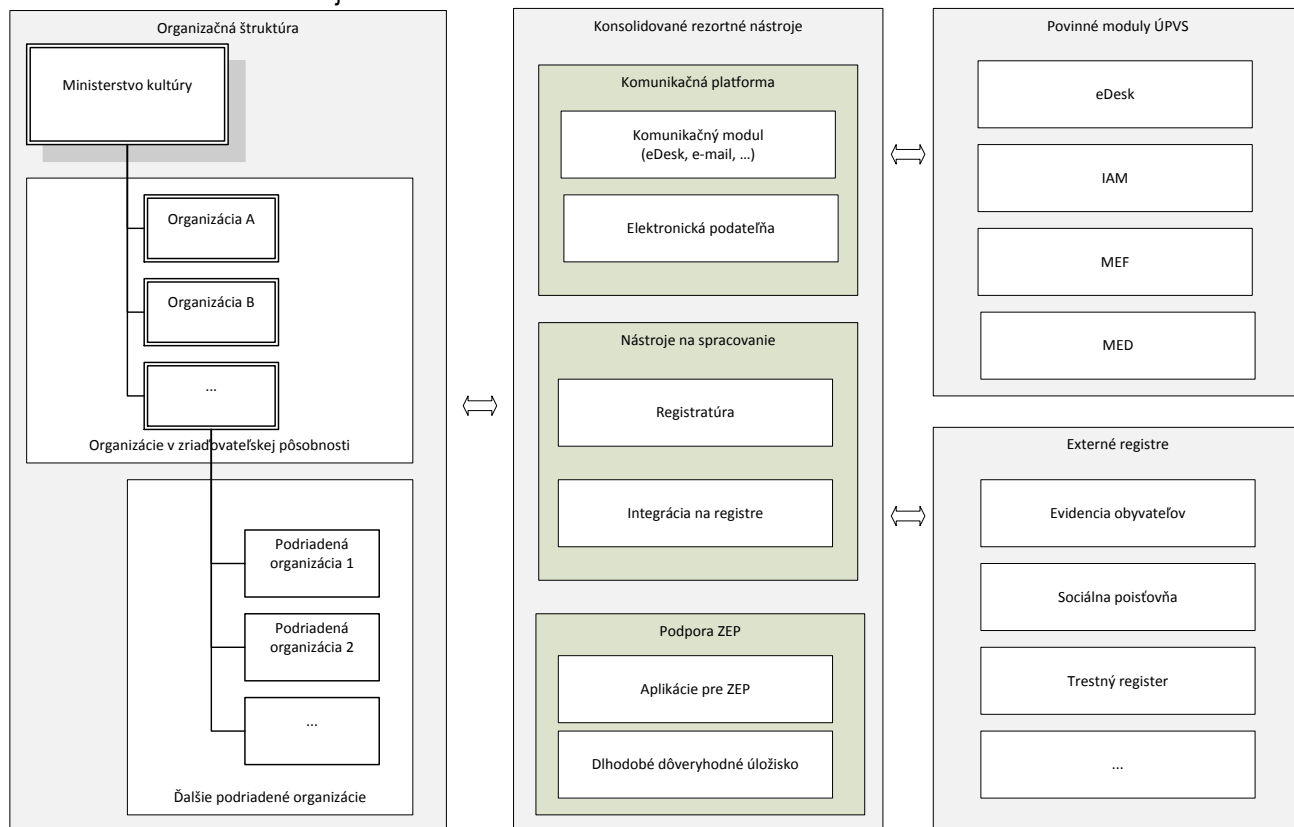 Organizačná štruktúra
Ministerstvo kultúry
Organizácia A
Organizácia B
...
Organizácie v zriaďovateľskej pôsobnosti
Podriadená
organizácia 1
Podriadená
organizácia 2
...
Ďalšie podriadené organizácie
Konsolidované rezortné nástroje
Komunikačná platforma
Komunikačný modul
(eDesk, e-mail, …)
Elektronická podateľňa
Nástroje na spracovanie
Registratúra
Integrácia na registre
Podpora ZEP
Aplikácie pre ZEP
Dlhodobé dôveryhodné úložisko
Povinné moduly ÚPVS
eDesk
IAM
MEF
MED
Externé registre
Evidencia obyvateľov
Sociálna poisťovňa
Trestný register
...